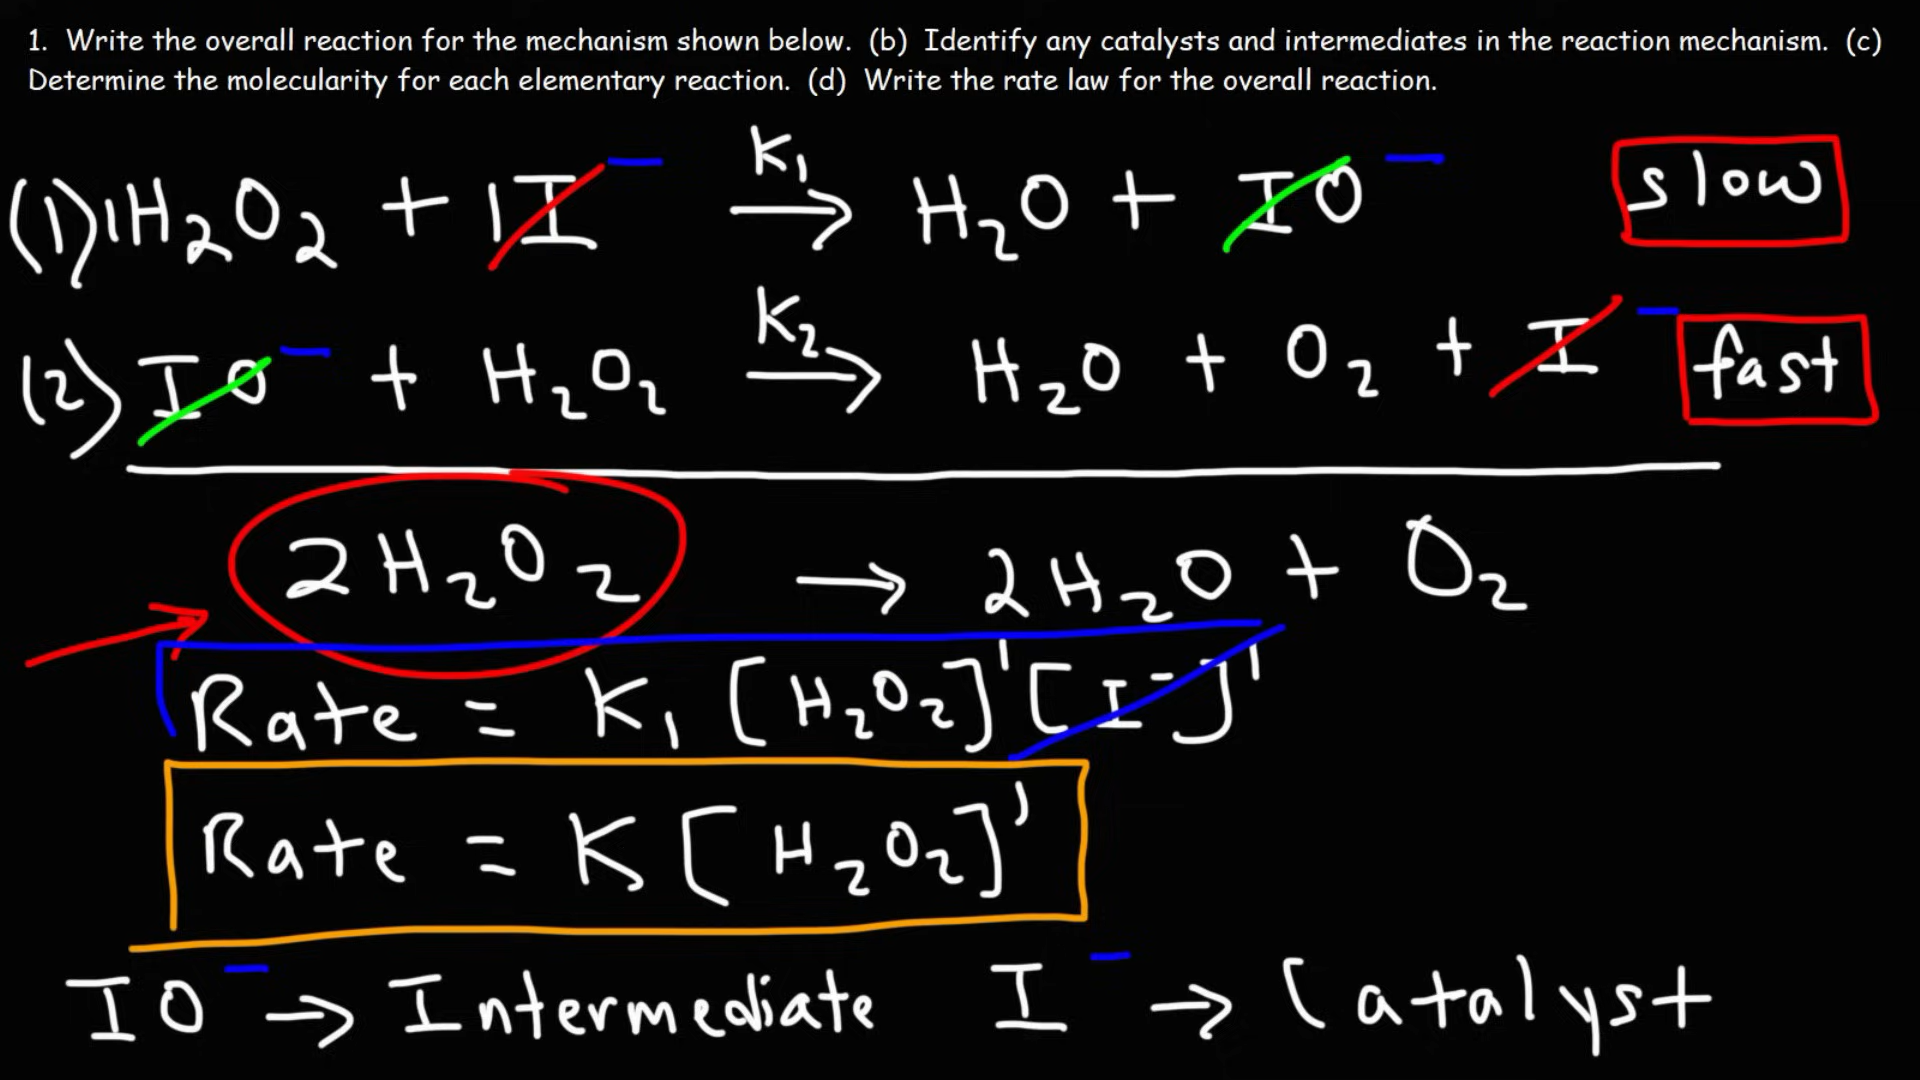 1. Write the overall reaction for the mechanism shown below. (b) Identify any catalysts and intermediates in the reaction mechanism. (c)
Determine the molecularity for each elementary reaction. (d) Write the rate law for the overall reaction.
(1) 1H₂O₂ + 1I⁻ →K₁ H₂O + IO⁻ slow
(2) IO⁻ + H₂O₂ →K₂ H₂O + O₂ + I⁻ fast
2H₂O₂ → 2H₂O + O₂
Rate = K₁[H₂O₂]¹[I⁻]¹
Rate = K[H₂O₂]¹
IO⁻ → Intermediate I⁻ → Catalyst